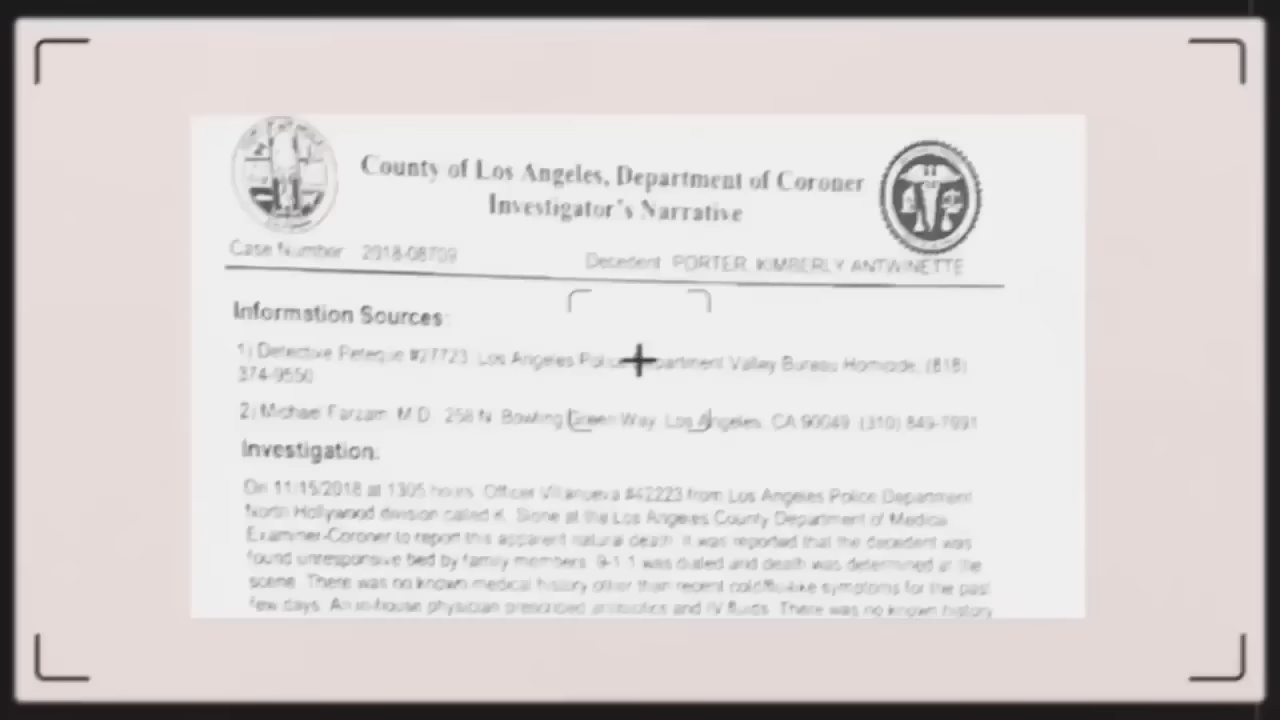 County of Los Angeles, Department of Coroner
Investigator's Narrative
Case Number 2018-08709 Decedent PORTER, KIMBERLY ANTWINETTE
Information Sources:
1) Detective #27723, Los Angeles Police Department Valley Bureau Homicide, (818)
374-9550
2) Michael Farzam, M.D., 258 N. Bowling Green Way, Los Angeles, CA 90049 (310) 849-7991
Investigation:
On 11/15/2018 at 1305 hours, Officer Villanueva #42223 from Los Angeles Police Department
North Hollywood division called K. Slone at the Los Angeles County Department of Medical
Examiner-Coroner to report this apparent natural death. It was reported that the decedent was
found unresponsive bed by family members. 9-1-1 was dialed and death was determined at the
scene. There was no known medical history other than recent cold/flu-like symptoms for the past
few days. An in-house physician prescribed antibiotics and IV fluids. There was no known history